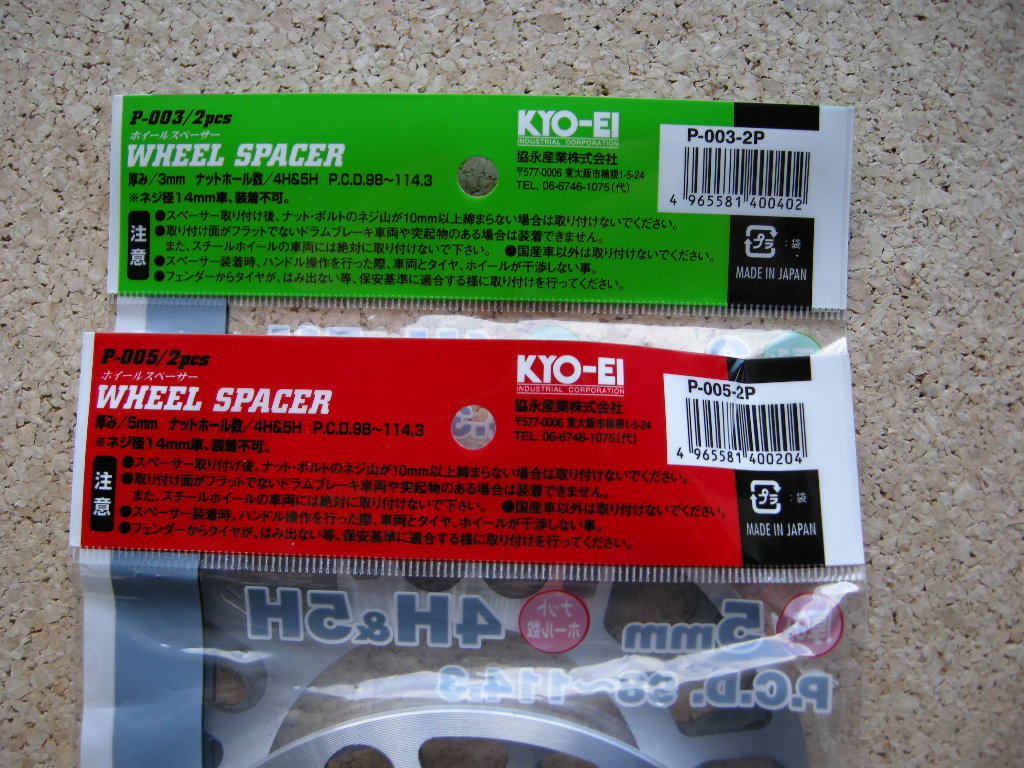 P-003/2pcs
ホイールスペーサー
WHEEL SPACER
厚み/3mm ナットホール数/4H&5H P.C.D.98~114.3
※ネジ径14mm車、装着不可。
注意
●スペーサー取り付け後、ナット・ボルトのネジ山が10mm以上締まらない場合は取り付けないでください。
●取り付け面がフラットでないドラムブレーキ車両や突起物のある場合は装着できません。
また、スチールホイールの車両には絶対に取り付けないで下さい。 ●国産車以外は取り付けないでください。
●スペーサー装着時、ハンドル操作を行った際、車両とタイヤ、ホイールが干渉しない事。
●フェンダーからタイヤが、はみ出ない等、保安基準に適合する様に取り付けを行ってください。
KYO-EI
INDUSTRIAL CORPORATION
協永産業株式会社
〒577-0006 東大阪市楠根1-5-24
TEL. 06-6746-1075(代)
P-003-2P
4 965581 400402
プラ :袋
MADE IN JAPAN
P-005/2pcs
ホイールスペーサー
WHEEL SPACER
厚み/5mm ナットホール数/4H&5H P.C.D.98~114.3
※ネジ径14mm車、装着不可。
注意
●スペーサー取り付け後、ナット・ボルトのネジ山が10mm以上締まらない場合は取り付けないでください。
●取り付け面がフラットでないドラムブレーキ車両や突起物のある場合は装着できません。
また、スチールホイールの車両には絶対に取り付けないで下さい。 ●国産車以外は取り付けないでください。
●スペーサー装着時、ハンドル操作を行った際、車両とタイヤ、ホイールが干渉しない事。
●フェンダーからタイヤが、はみ出ない等、保安基準に適合する様に取り付けを行ってください。
KYO-EI
INDUSTRIAL CORPORATION
協永産業株式会社
〒577-0006 東大阪市楠根1-5-24
TEL. 06-6746-1075(代)
P-005-2P
4 965581 400204
プラ :袋
MADE IN JAPAN
5mm
ナットホール数
4H&5H
P.C.D. 98~114.3